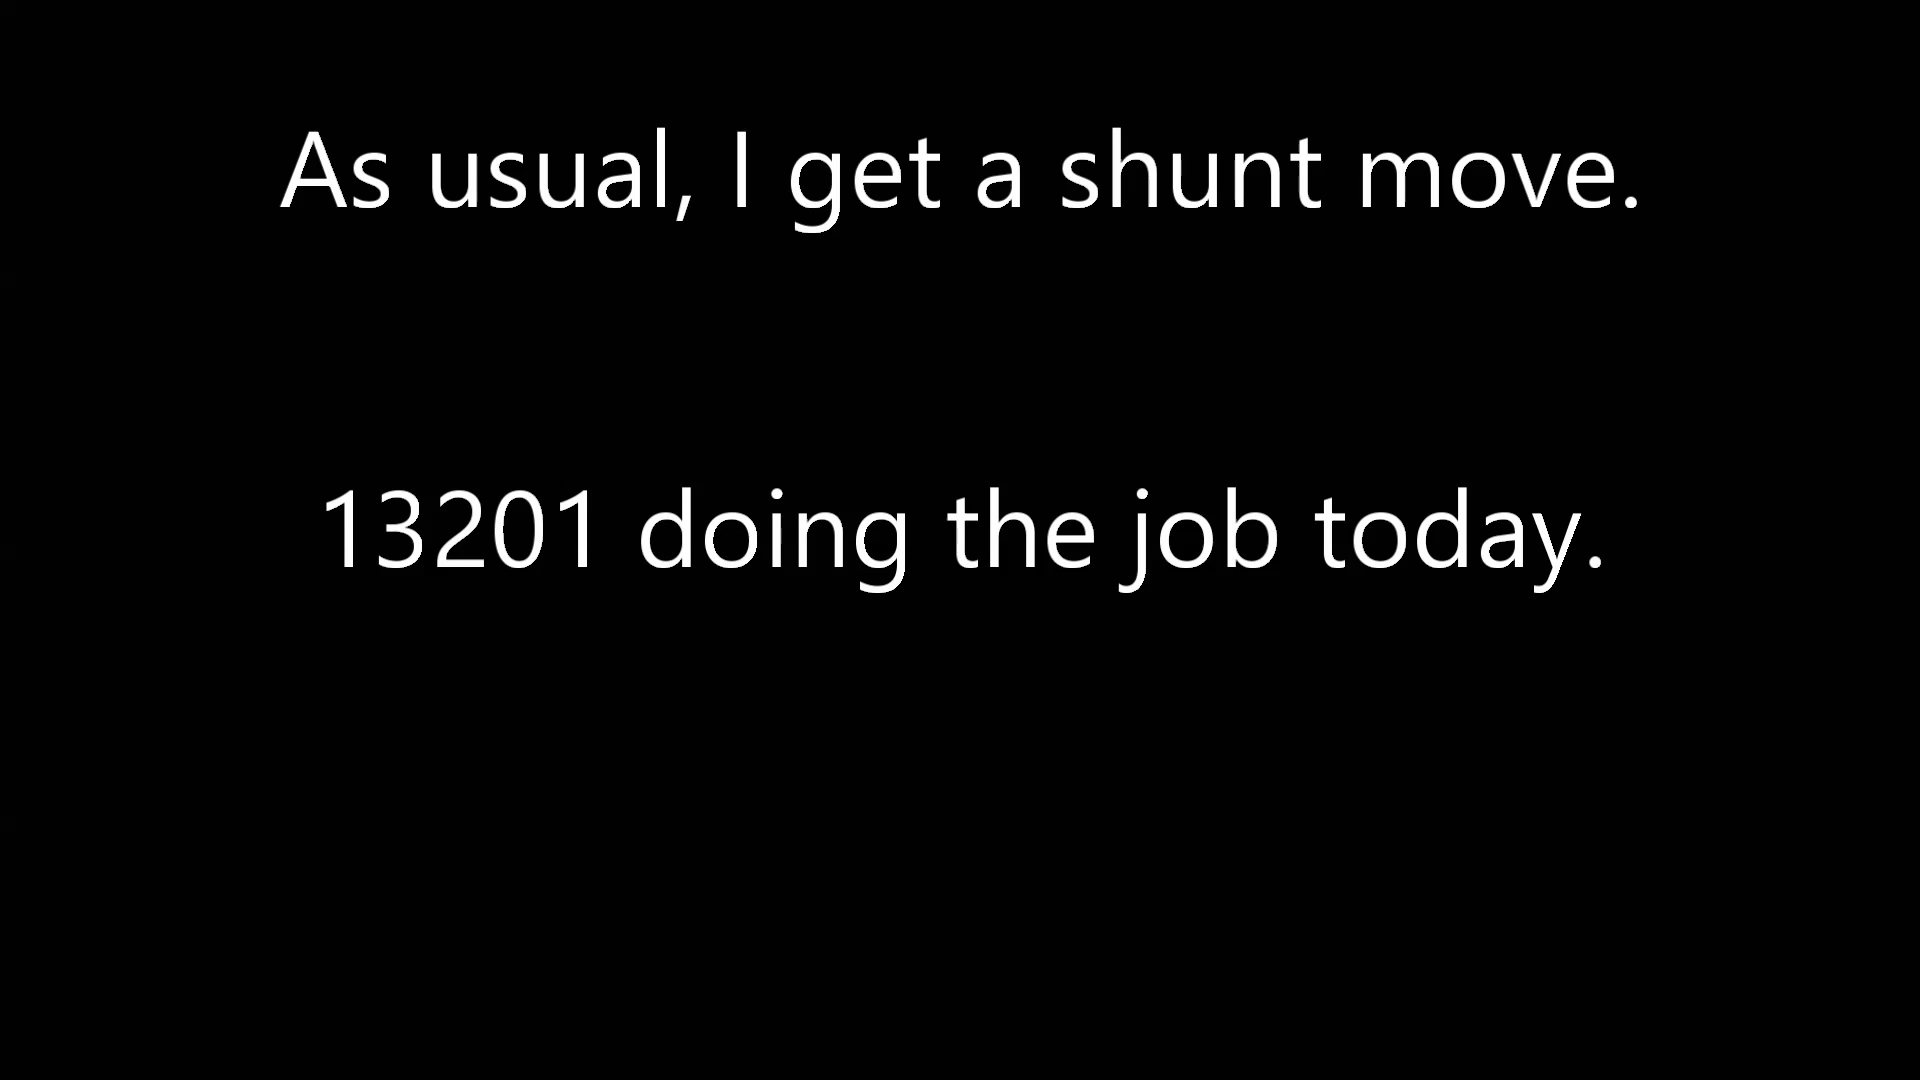 As usual, I get a shunt move.
13201 doing the job today.